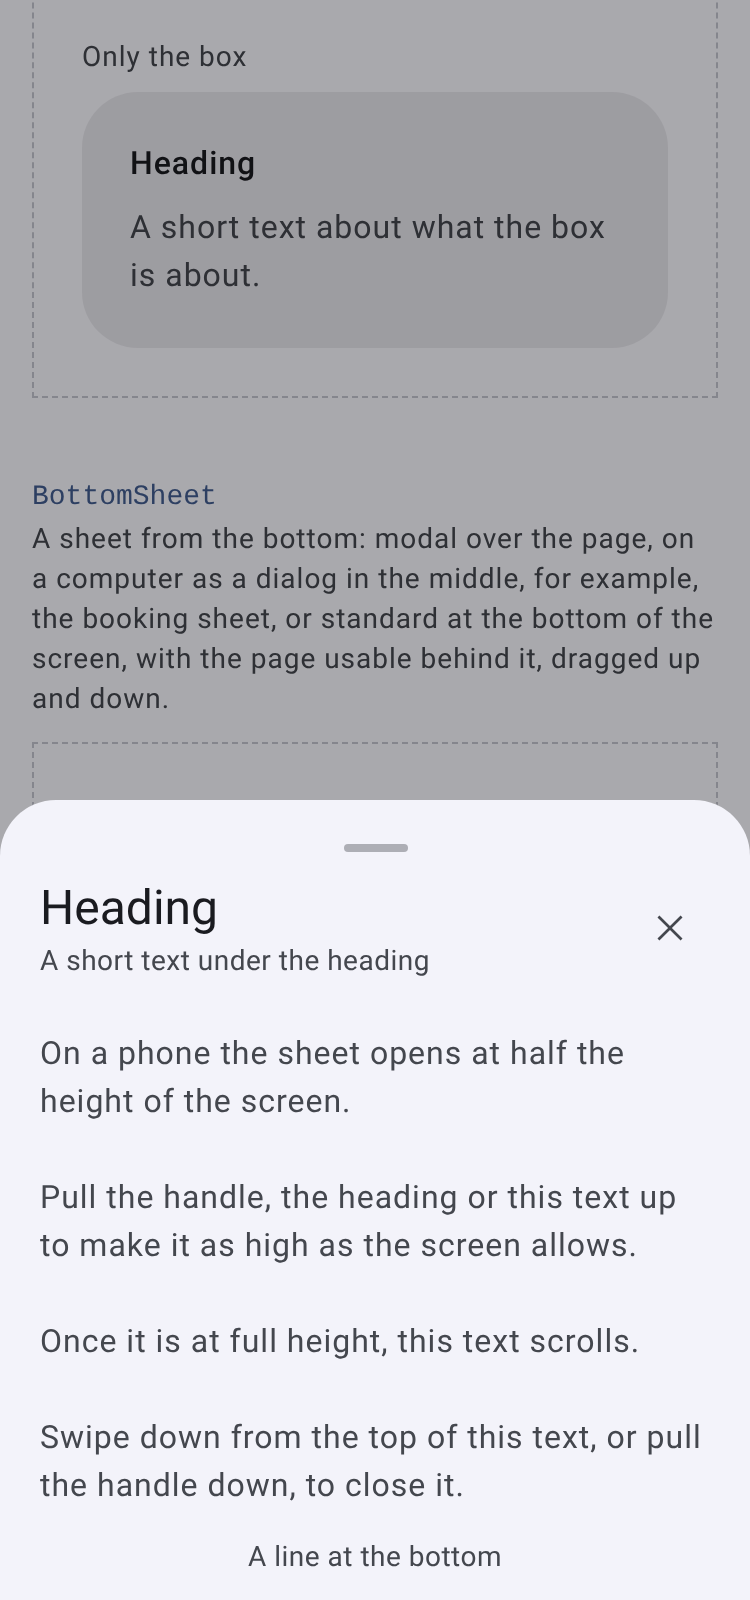 Only the box
Heading
A short text about what the box
is about.
BottomSheet
A sheet from the bottom: modal over the page, on
a computer as a dialog in the middle, for example,
the booking sheet, or standard at the bottom of the
screen, with the page usable behind it, dragged up
and down.
Heading
A short text under the heading
On a phone the sheet opens at half the
height of the screen.
Pull the handle, the heading or this text up
to make it as high as the screen allows.
Once it is at full height, this text scrolls.
Swipe down from the top of this text, or pull
the handle down, to close it.
A line at the bottom